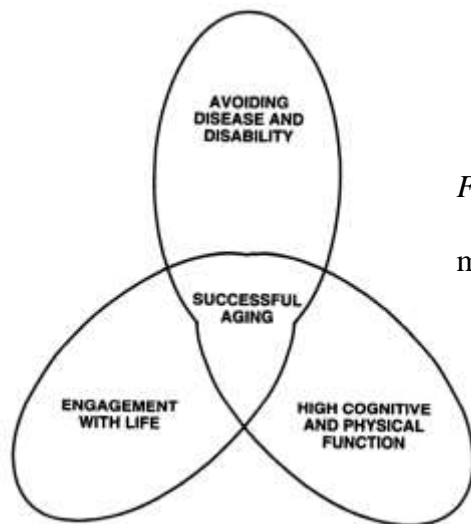 AVOIDING
DISEASE AND
DISABILITY
F
m
SUCCESSFUL
AGING
ENGAGEMENT
WITH LIFE
HIGH COGNITIVE
AND PHYSICAL
FUNCTION